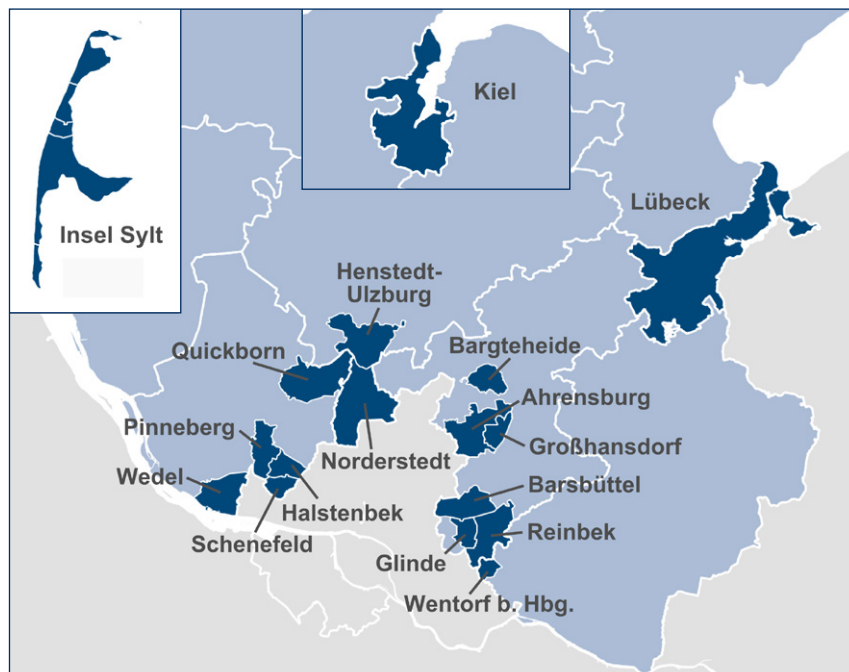 Kiel
Lübeck
Insel Sylt
Henstedt-
Ulzburg
Quickborn
Bargteheide
Ahrensburg
Pinneberg
Großhansdorf
Norderstedt
Wedel
Barsbüttel
Halstenbek
Reinbek
Schenefeld
Glinde
Wentorf b. Hbg.